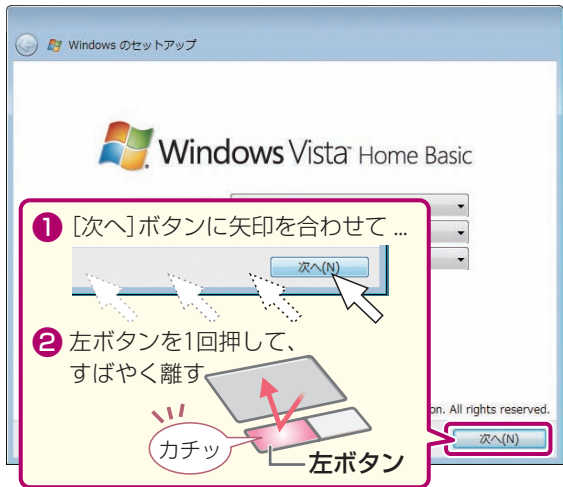 Windows のセットアップ
Windows Vista™ Home Basic
❶ [次へ]ボタンに矢印を合わせて ...
次へ(N)
❷ 左ボタンを1回押して、
すばやく離す
カチッ
左ボタン
on. All rights reserved.
次へ(N)